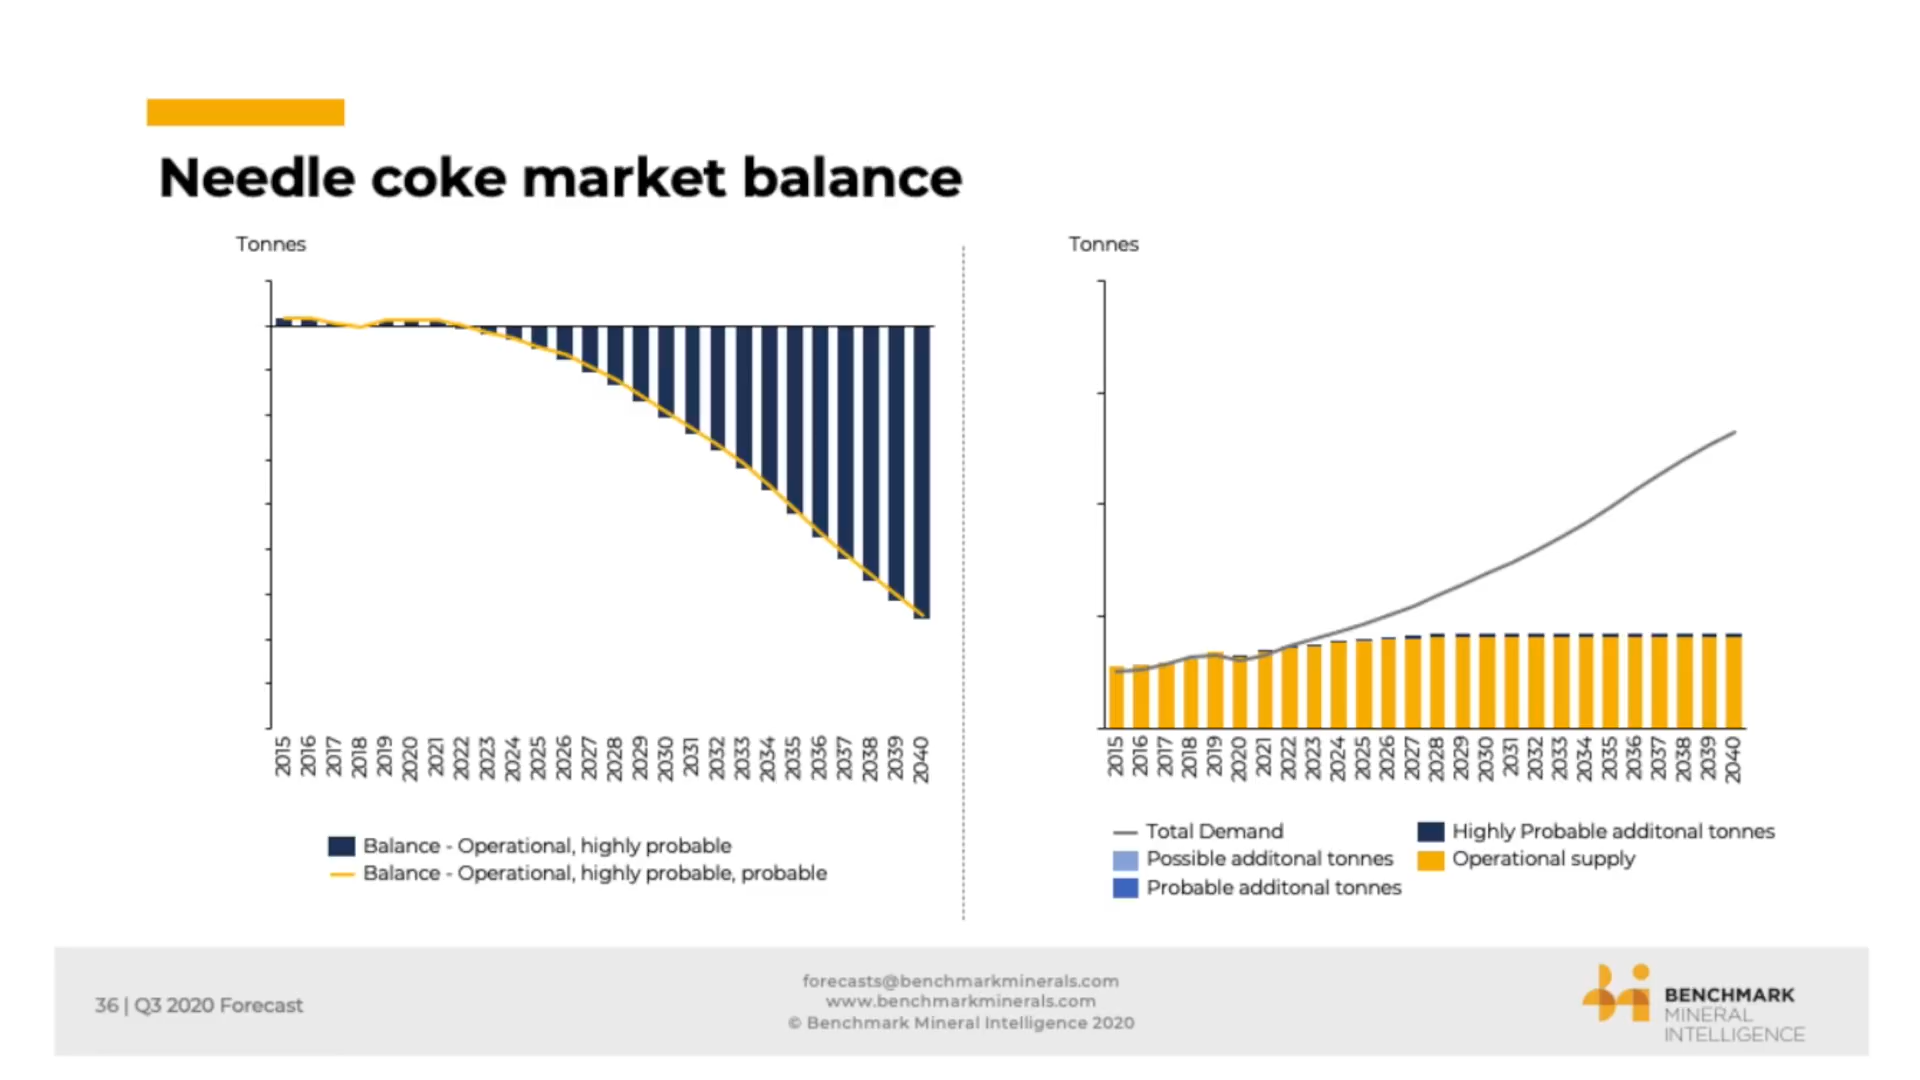 Needle coke market balance
Tonnes
2015 2016 2017 2018 2019 2020 2021 2022 2023 2024 2025 2026 2027 2028 2029 2030 2031 2032 2033 2034 2035 2036 2037 2038 2039 2040
Balance - Operational, highly probable
Balance - Operational, highly probable, probable
Tonnes
2015 2016 2017 2018 2019 2020 2021 2022 2023 2024 2025 2026 2027 2028 2029 2030 2031 2032 2033 2034 2035 2036 2037 2038 2039 2040
Total Demand
Possible additonal tonnes
Probable additonal tonnes
Highly Probable additonal tonnes
Operational supply
36 | Q3 2020 Forecast
forecasts@benchmarkminerals.com
www.benchmarkminerals.com
© Benchmark Mineral Intelligence 2020
BENCHMARK
MINERAL
INTELLIGENCE